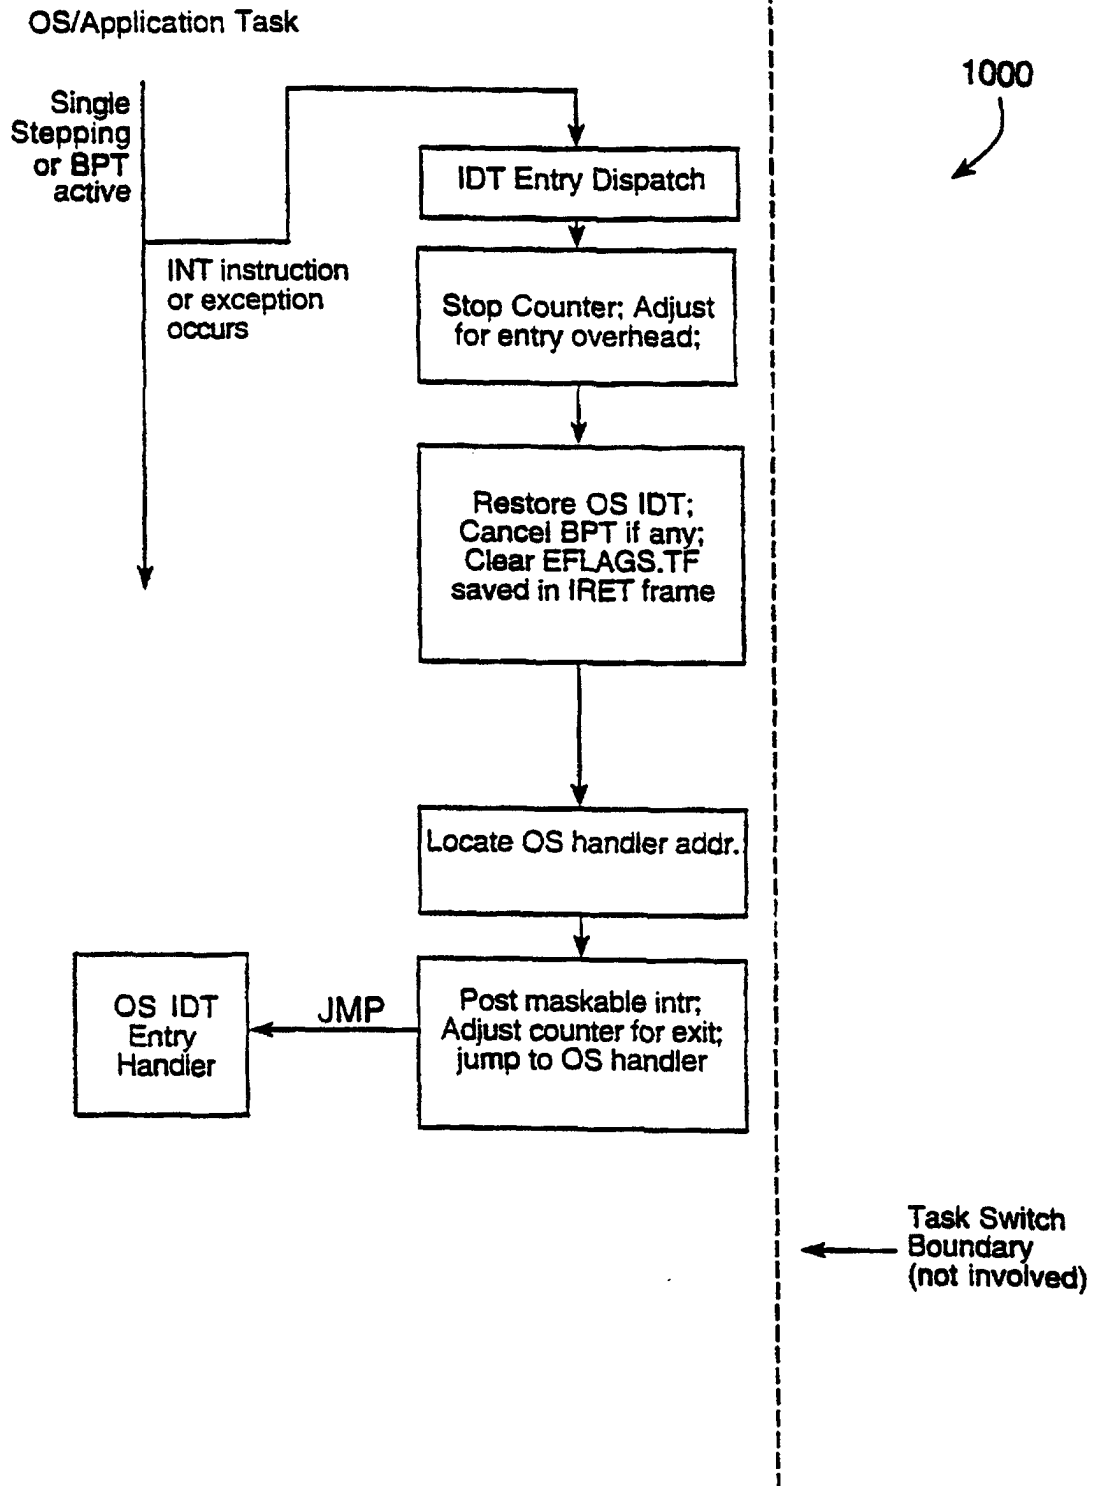 OS/Application Task
1000
Single
Stepping
or BPT
active
IDT Entry Dispatch
INT instruction
or exception
occurs
Stop Counter; Adjust
for entry overhead;
Restore OS IDT;
Cancel BPT if any;
Clear EFLAGS.TF
saved in IRET frame
Locate OS handler addr.
OS IDT
Entry
Handler
JMP
Post maskable intr;
Adjust counter for exit;
jump to OS handler
Task Switch
Boundary
(not involved)